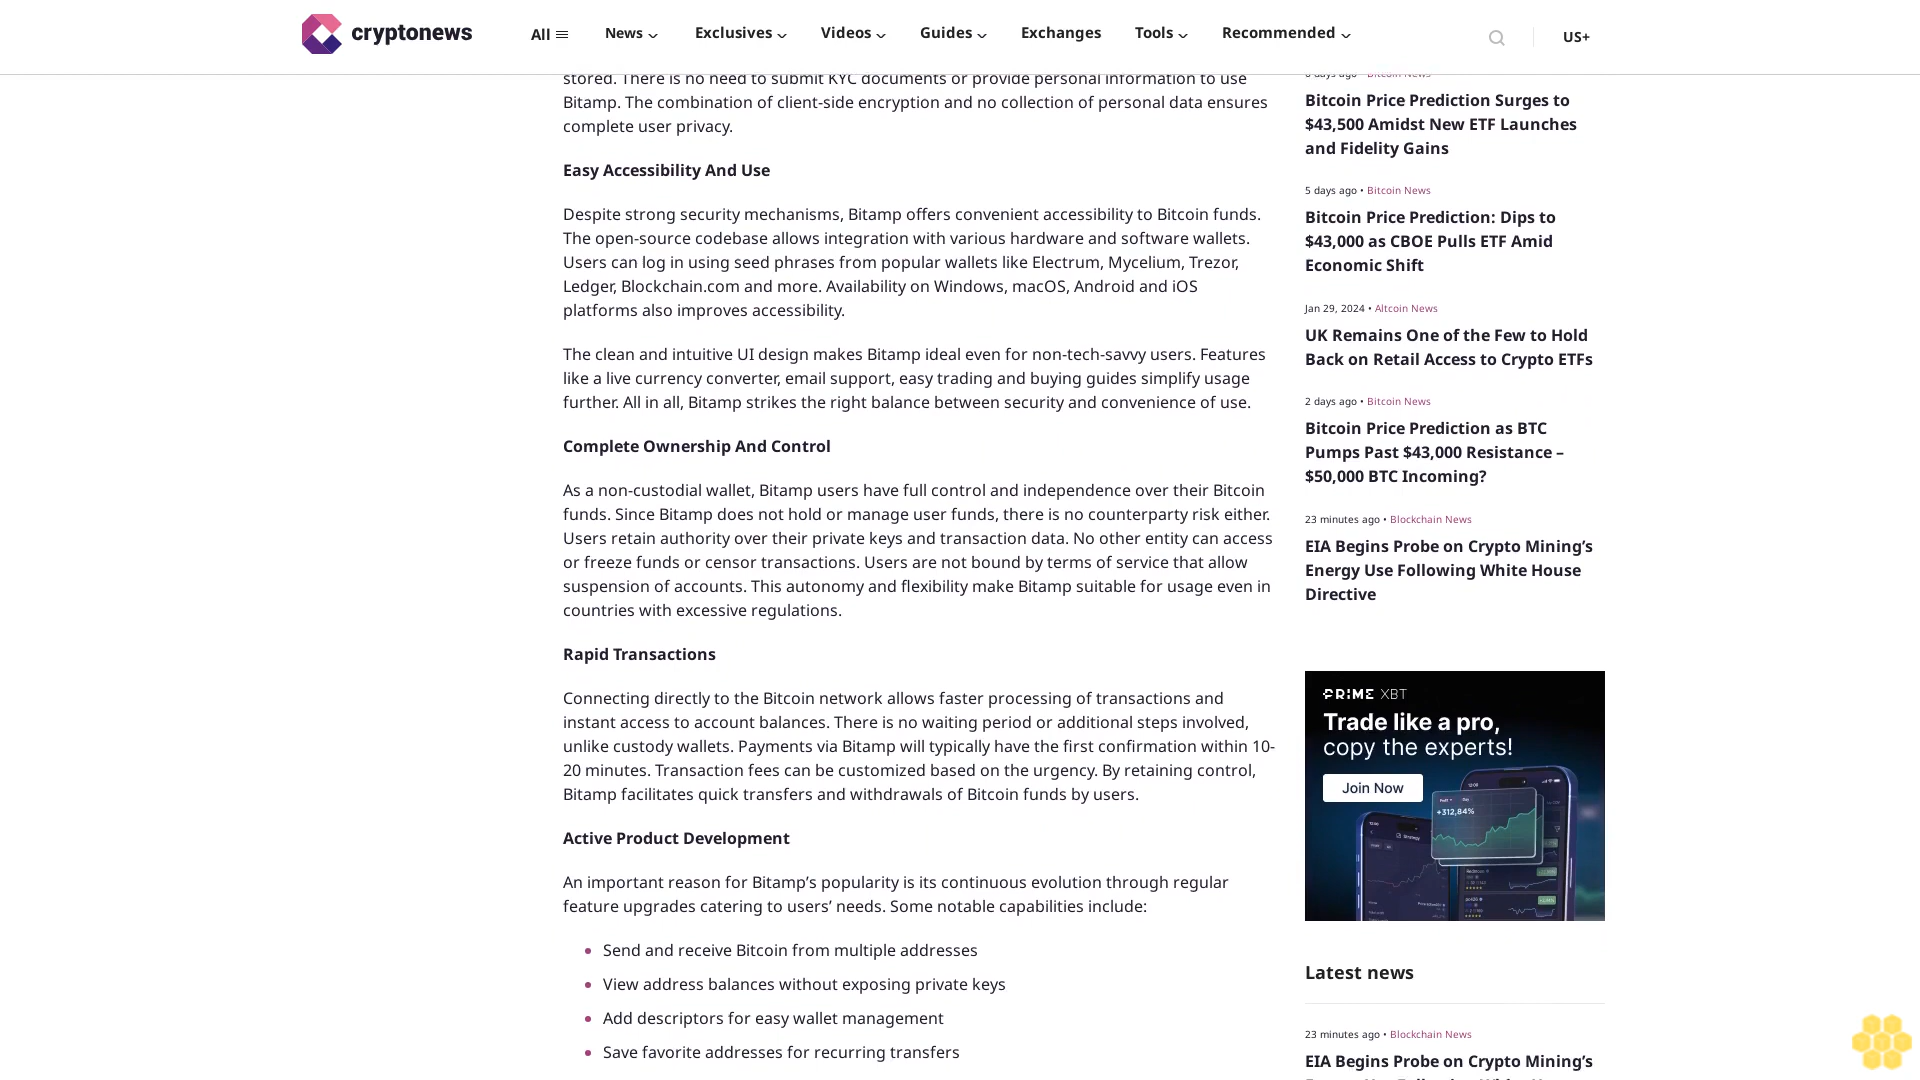 cryptonews
All
News
Exclusives
Videos
Guides
Exchanges
Tools
Recommended
US+
stored. There is no need to submit KYC documents or provide personal information to use
Bitamp. The combination of client-side encryption and no collection of personal data ensures
complete user privacy.
Easy Accessibility And Use
Despite strong security mechanisms, Bitamp offers convenient accessibility to Bitcoin funds.
The open-source codebase allows integration with various hardware and software wallets.
Users can log in using seed phrases from popular wallets like Electrum, Mycelium, Trezor,
Ledger, Blockchain.com and more. Availability on Windows, macOS, Android and iOS
platforms also improves accessibility.
The clean and intuitive UI design makes Bitamp ideal even for non-tech-savvy users. Features
like a live currency converter, email support, easy trading and buying guides simplify usage
further. All in all, Bitamp strikes the right balance between security and convenience of use.
Complete Ownership And Control
As a non-custodial wallet, Bitamp users have full control and independence over their Bitcoin
funds. Since Bitamp does not hold or manage user funds, there is no counterparty risk either.
Users retain authority over their private keys and transaction data. No other entity can access
or freeze funds or censor transactions. Users are not bound by terms of service that allow
suspension of accounts. This autonomy and flexibility make Bitamp suitable for usage even in
countries with excessive regulations.
Rapid Transactions
Connecting directly to the Bitcoin network allows faster processing of transactions and
instant access to account balances. There is no waiting period or additional steps involved,
unlike custody wallets. Payments via Bitamp will typically have the first confirmation within 10-
20 minutes. Transaction fees can be customized based on the urgency. By retaining control,
Bitamp facilitates quick transfers and withdrawals of Bitcoin funds by users.
Active Product Development
An important reason for Bitamp’s popularity is its continuous evolution through regular
feature upgrades catering to users’ needs. Some notable capabilities include:
Send and receive Bitcoin from multiple addresses
View address balances without exposing private keys
Add descriptors for easy wallet management
Save favorite addresses for recurring transfers
days ago • Bitcoin News
Bitcoin Price Prediction Surges to
$43,500 Amidst New ETF Launches
and Fidelity Gains
5 days ago • Bitcoin News
Bitcoin Price Prediction: Dips to
$43,000 as CBOE Pulls ETF Amid
Economic Shift
Jan 29, 2024 • Altcoin News
UK Remains One of the Few to Hold
Back on Retail Access to Crypto ETFs
2 days ago • Bitcoin News
Bitcoin Price Prediction as BTC
Pumps Past $43,000 Resistance –
$50,000 BTC Incoming?
23 minutes ago • Blockchain News
EIA Begins Probe on Crypto Mining’s
Energy Use Following White House
Directive
PRIME XBT
Trade like a pro,
copy the experts!
Join Now
+312,84%
Latest news
23 minutes ago • Blockchain News
EIA Begins Probe on Crypto Mining’s